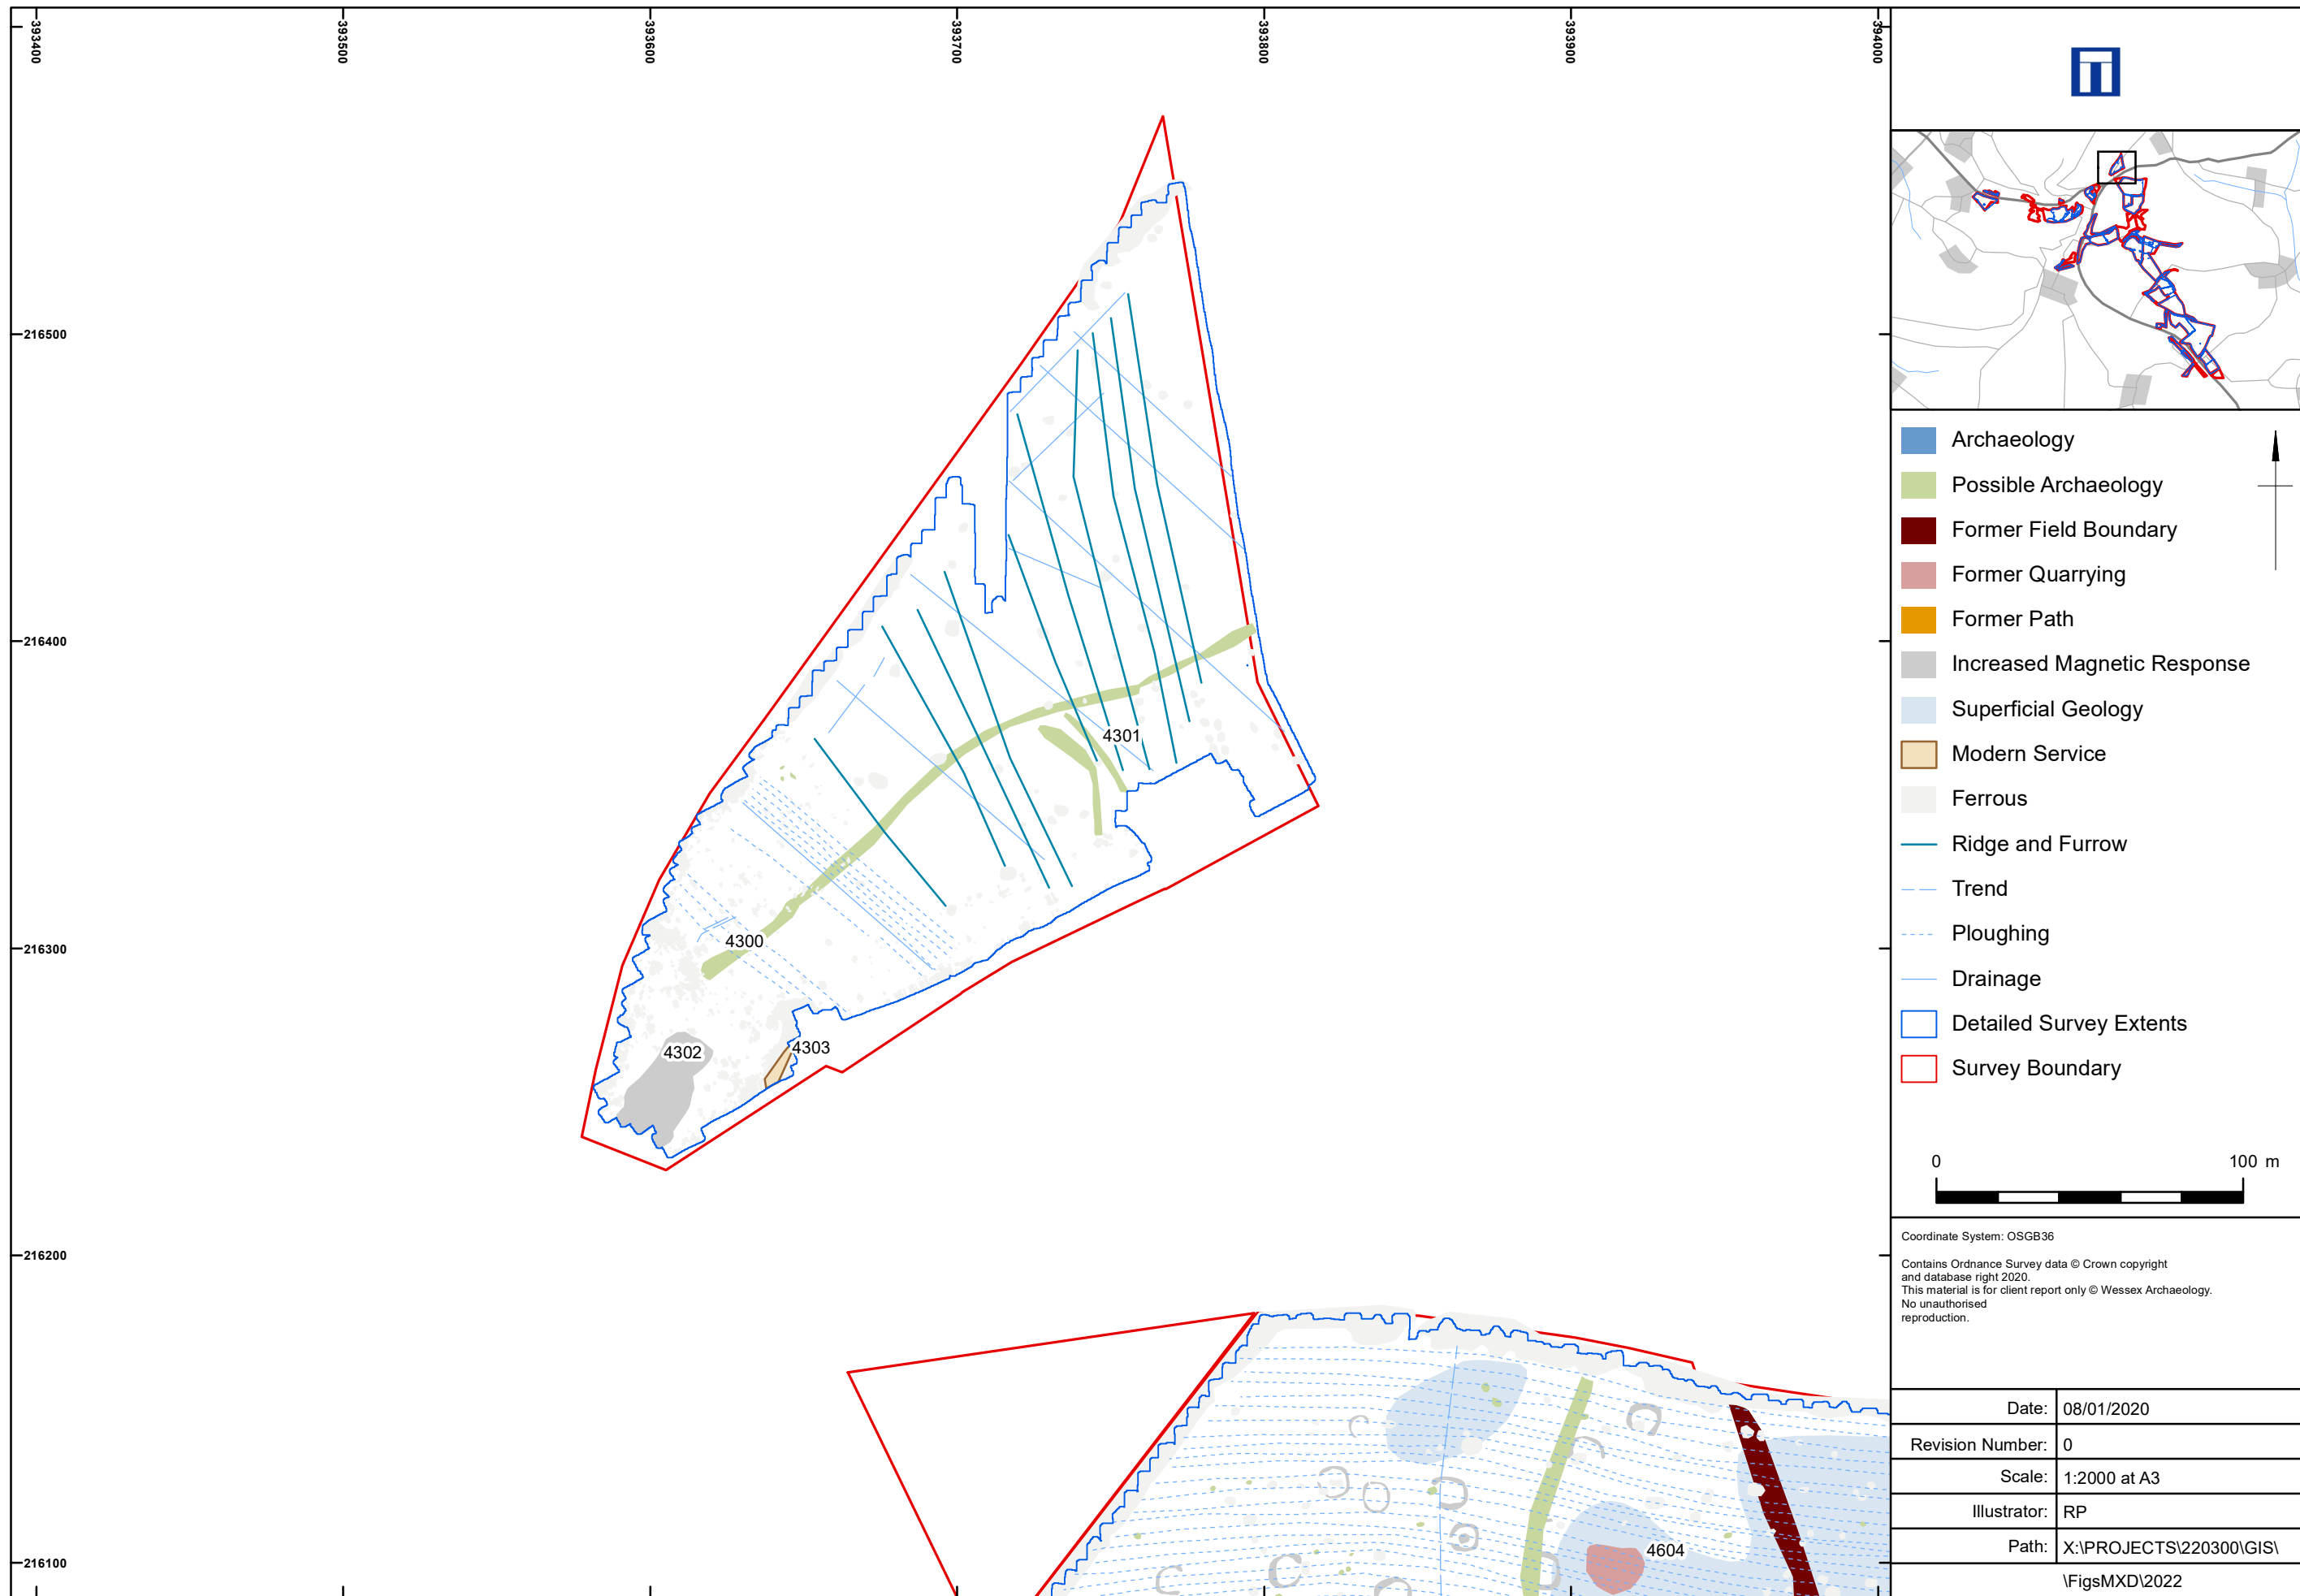 393400
393500
393600
393700
393800
393900
394000
216500
216400
216300
216200
216100
4301
4300
4302
4303
4604
Archaeology
Possible Archaeology
Former Field Boundary
Former Quarrying
Former Path
Increased Magnetic Response
Superficial Geology
Modern Service
Ferrous
Ridge and Furrow
Trend
Ploughing
Drainage
Detailed Survey Extents
Survey Boundary
0 100 m
Coordinate System: OSGB36
Contains Ordnance Survey data © Crown copyright
and database right 2020.
This material is for client report only © Wessex Archaeology.
No unauthorised
reproduction.
Date: 08/01/2020
Revision Number: 0
Scale: 1:2000 at A3
Illustrator: RP
Path: X:\PROJECTS\220300\GIS\
\FigsMXD\2022